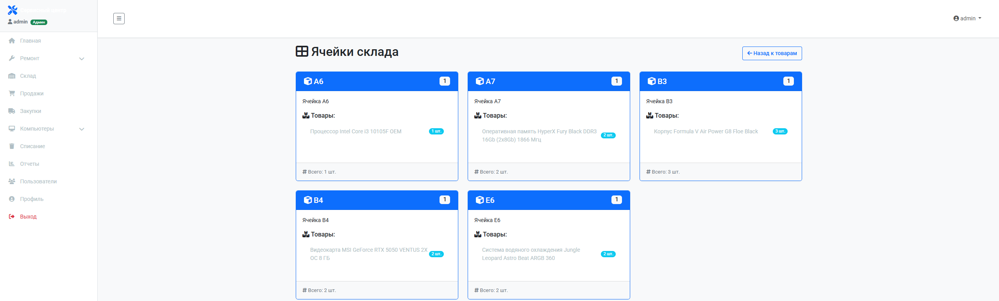 Сервисный центр
admin Админ
admin
Главная
Ремонт
Склад
Продажи
Закупки
Компьютеры
Списание
Отчеты
Пользователи
Профиль
Выход
Ячейки склада
Назад к товарам
A6 1
Ячейка A6
Товары:
Процессор Intel Core i3 10105F OEM 1 шт.
# Всего: 1 шт.
A7 1
Ячейка A7
Товары:
Оперативная память HyperX Fury Black DDR3
16Gb (2x8Gb) 1866 Мгц 2 шт.
# Всего: 2 шт.
B3 1
Ячейка B3
Товары:
Корпус Formula V Air Power G8 Floe Black 3 шт.
# Всего: 3 шт.
B4 1
Ячейка B4
Товары:
Видеокарта MSI GeForce RTX 5050 VENTUS 2X
OC 8 ГБ 2 шт.
# Всего: 2 шт.
E6 1
Ячейка E6
Товары:
Система водяного охлаждения Jungle
Leopard Astro Beat ARGB 360 2 шт.
# Всего: 2 шт.